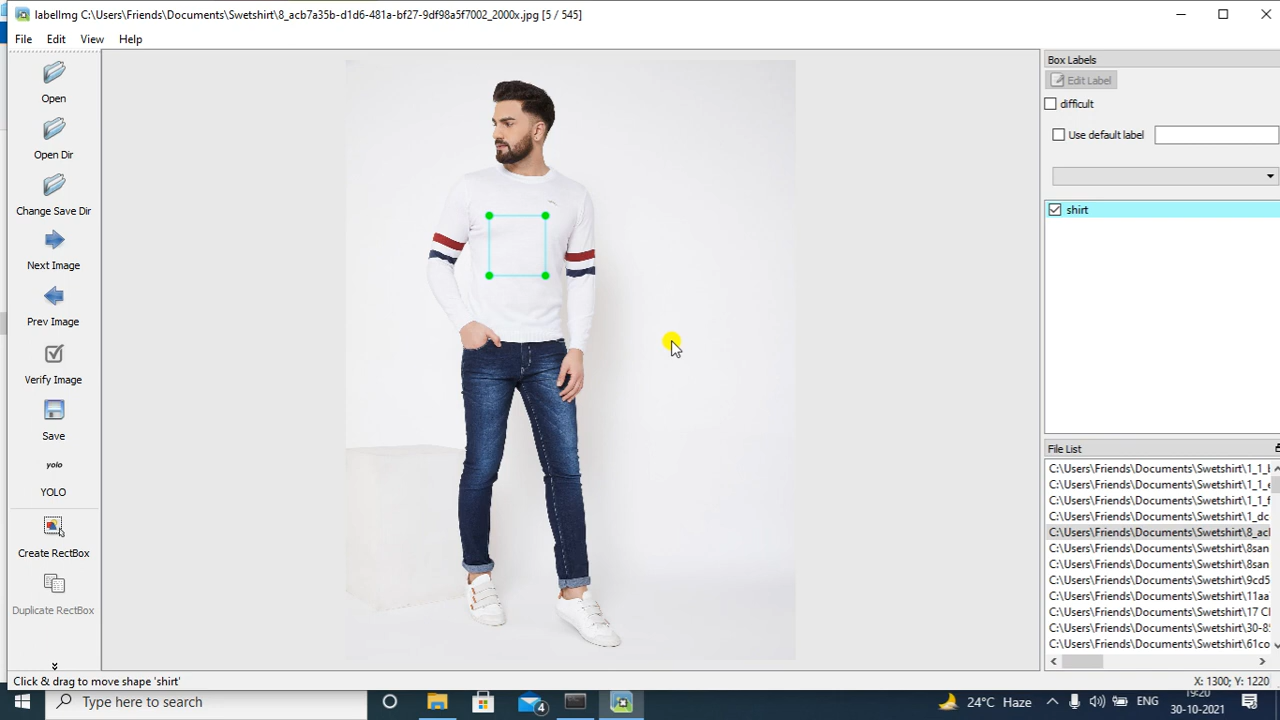 labelImg C:\Users\Friends\Documents\Swetshirt\8_acb7a35b-d1d6-481a-bf27-9df98a5f7002_2000x.jpg [5 / 545]
File Edit View Help
Open
Open Dir
Change Save Dir
Next Image
Prev Image
Verify Image
Save
yolo
YOLO
Create RectBox
Duplicate RectBox
Box Labels
Edit Label
difficult
Use default label
shirt
File List
C:\Users\Friends\Documents\Swetshirt\1_1_
C:\Users\Friends\Documents\Swetshirt\1_1_
C:\Users\Friends\Documents\Swetshirt\1_1_
C:\Users\Friends\Documents\Swetshirt\1_dc
C:\Users\Friends\Documents\Swetshirt\8_ac
C:\Users\Friends\Documents\Swetshirt\8san
C:\Users\Friends\Documents\Swetshirt\8san
C:\Users\Friends\Documents\Swetshirt\9cd5
C:\Users\Friends\Documents\Swetshirt\11aa
C:\Users\Friends\Documents\Swetshirt\17
C:\Users\Friends\Documents\Swetshirt\30-8
C:\Users\Friends\Documents\Swetshirt\61co
Click & drag to move shape 'shirt'
X: 1300; Y: 1220
Type here to search
4
24°C Haze
ENG
19:20
30-10-2021